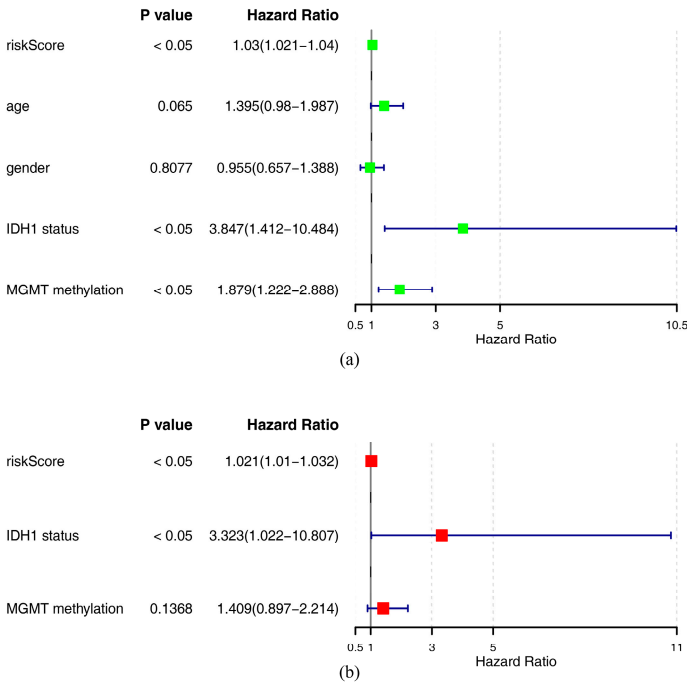 P value Hazard Ratio
riskScore < 0.05 1.03(1.021−1.04)
age 0.065 1.395(0.98−1.987)
gender 0.8077 0.955(0.657−1.388)
IDH1 status < 0.05 3.847(1.412−10.484)
MGMT methylation < 0.05 1.879(1.222−2.888)
0.5 1 3 5 10.5
Hazard Ratio
(a)
P value Hazard Ratio
riskScore < 0.05 1.021(1.01−1.032)
IDH1 status < 0.05 3.323(1.022−10.807)
MGMT methylation 0.1368 1.409(0.897−2.214)
0.5 1 3 5 11
Hazard Ratio
(b)